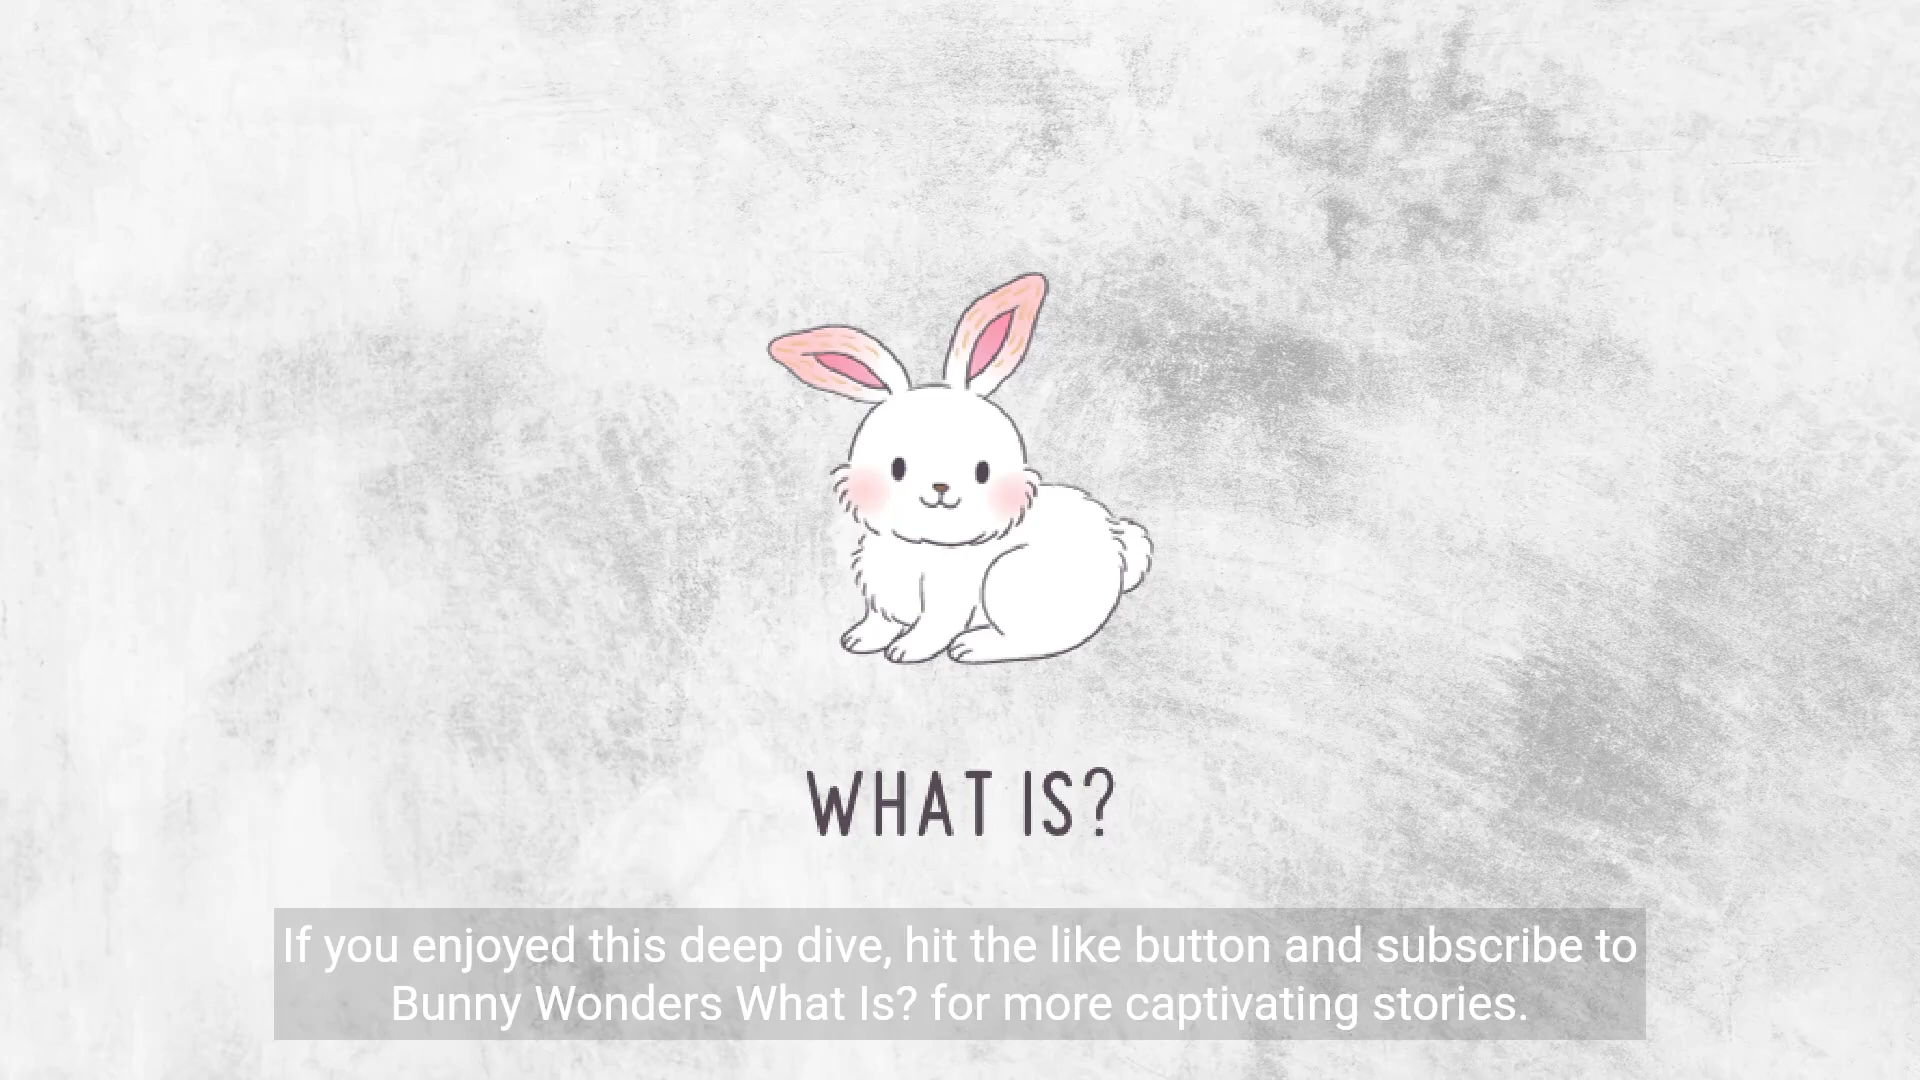 WHAT IS?
If you enjoyed this deep dive, hit the like button and subscribe to
Bunny Wonders What Is? for more captivating stories.